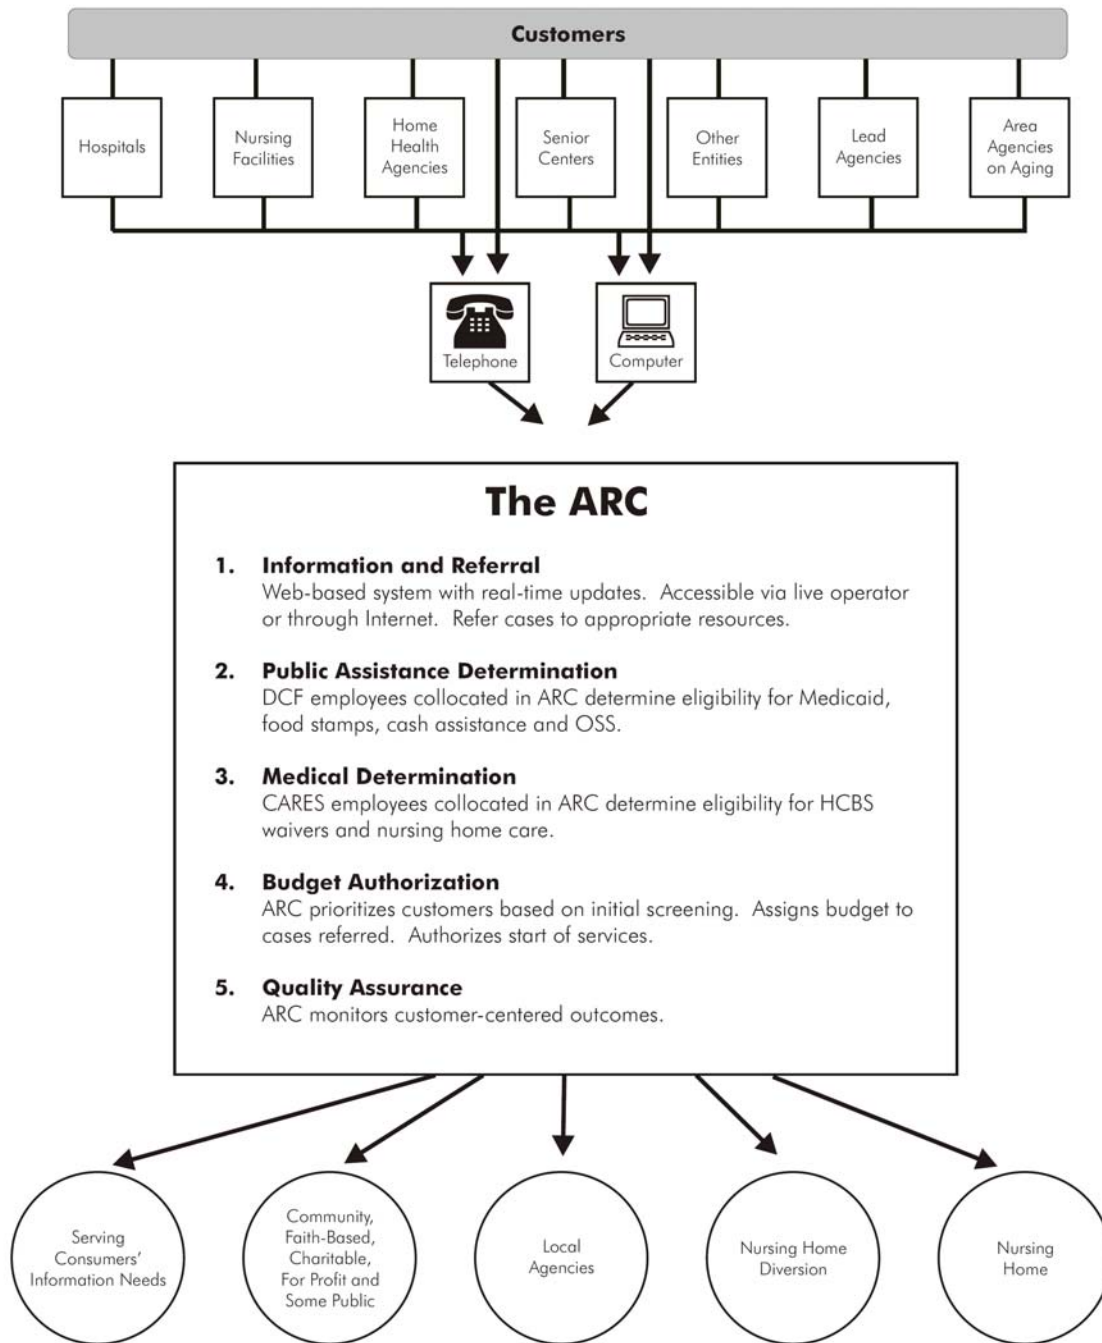 Customers
Hospitals
Nursing
Facilities
Home
Health
Agencies
Senior
Centers
Other
Entities
Lead
Agencies
Area
Agencies
on Aging
Telephone
Computer
The ARC
1. Information and Referral
Web-based system with real-time updates. Accessible via live operator
or through Internet. Refer cases to appropriate resources.
2. Public Assistance Determination
DCF employees collocated in ARC determine eligibility for Medicaid,
food stamps, cash assistance and OSS.
3. Medical Determination
CARES employees collocated in ARC determine eligibility for HCBS
waivers and nursing home care.
4. Budget Authorization
ARC prioritizes customers based on initial screening. Assigns budget to
cases referred. Authorizes start of services.
5. Quality Assurance
ARC monitors customer-centered outcomes.
Serving
Consumers'
Information Needs
Community,
Faith-Based,
Charitable,
For Profit and
Some Public
Local
Agencies
Nursing Home
Diversion
Nursing
Home